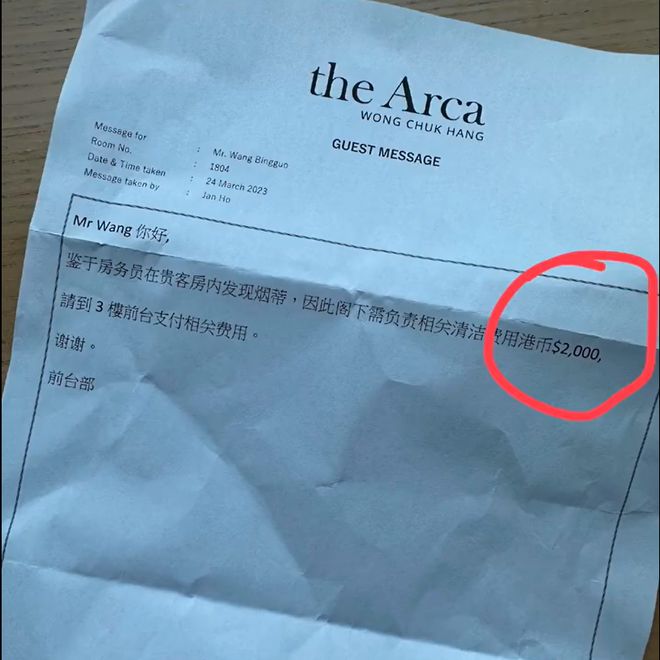 the Arca
WONG CHUK HANG
GUEST MESSAGE
Message for : Mr. Wang Bingguo
Room No. : 1804
Date & Time taken : 24 March 2023
Message taken by : Jan Ho
Mr Wang 你好,
鉴于房务员在贵客房内发现烟蒂，因此阁下需负责相关清洁费用港币$2,000,
請到 3 樓前台支付相关费用。
谢谢。
前台部